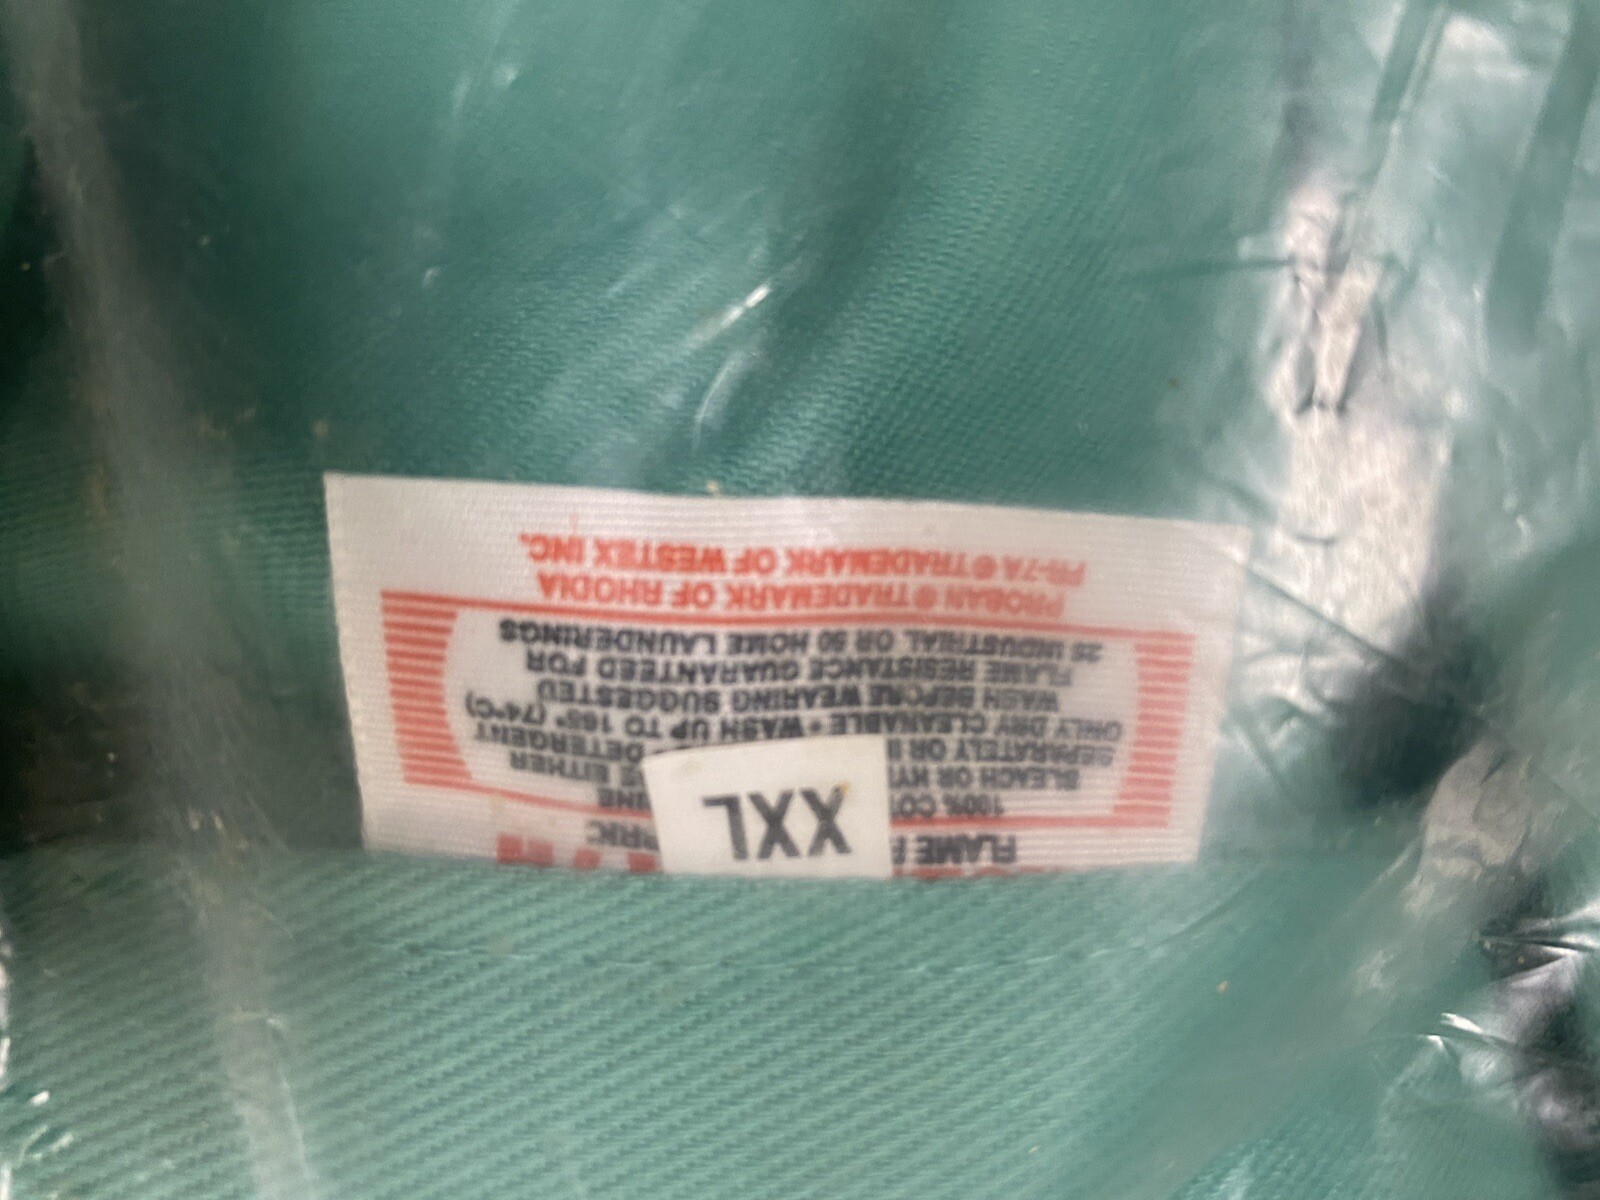 FLAME
XXL
100% CO
BLEACH OR
SEPARATELY OR DETERGENT
ONLY DRY CLEANABLE • WASH UP TO 165° (74°C)
WASH BEFORE WEARING SUGGESTED
FLAME RESISTANCE GUARANTEED FOR
25 INDUSTRIAL OR 50 HOME LAUNDERINGS
PROBAN ® TRADEMARK OF RHODIA
FR-7A ® TRADEMARK OF WESTEX INC.